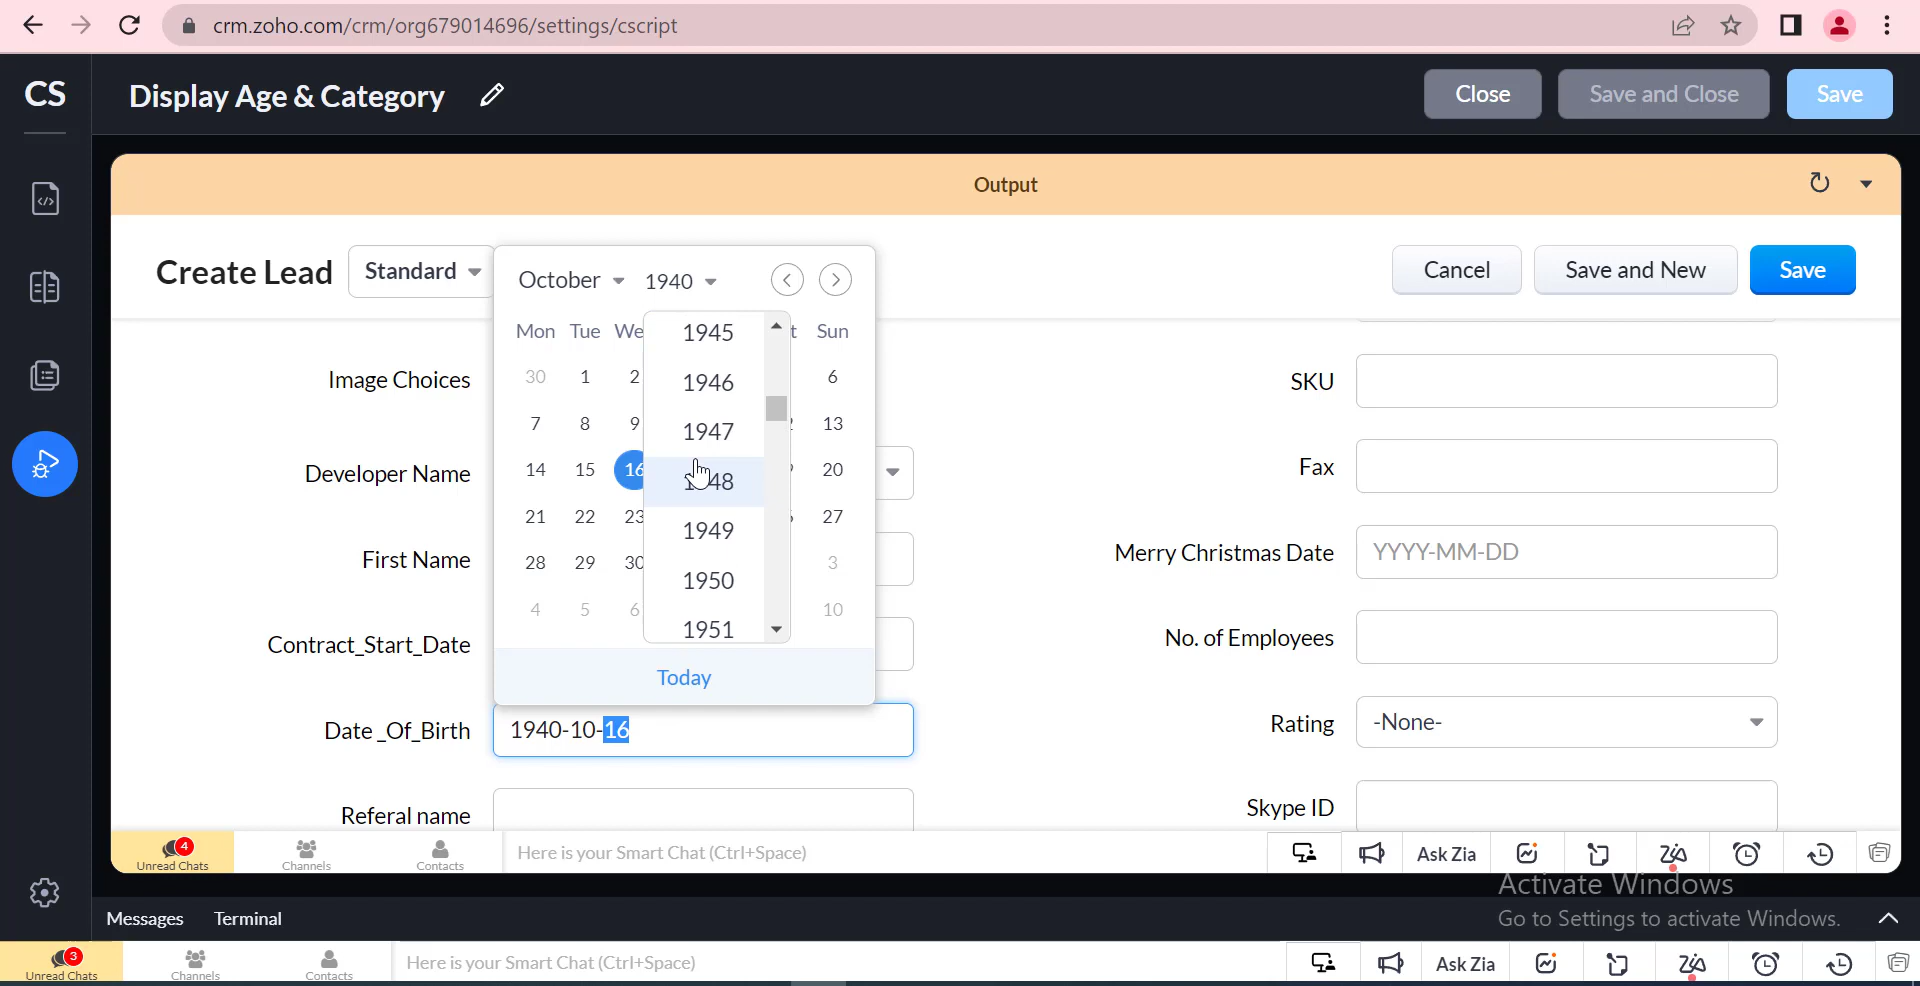 crm.zoho.com/crm/org679014696/settings/cscript
CS
Display Age & Category
Close
Save and Close
Save
Output
Create Lead
Standard
Cancel
Save and New
Save
October
1940
Mon Tue We t Sun
30 1 2 6
7 8 9 13
14 15 16 20
21 22 23 27
28 29 30 3
4 5 6 10
1945
1946
1947
1948
1949
1950
1951
Today
Image Choices
Developer Name
First Name
Contract_Start_Date
Date _Of_Birth
1940-10-16
Referal name
SKU
Fax
Merry Christmas Date
YYYY-MM-DD
No. of Employees
Rating
-None-
Skype ID
4
Unread Chats
Channels
Contacts
Here is your Smart Chat (Ctrl+Space)
Ask Zia
Activate Windows
Go to Settings to activate Windows.
Messages
Terminal
3
Unread Chats
Channels
Contacts
Here is your Smart Chat (Ctrl+Space)
Ask Zia